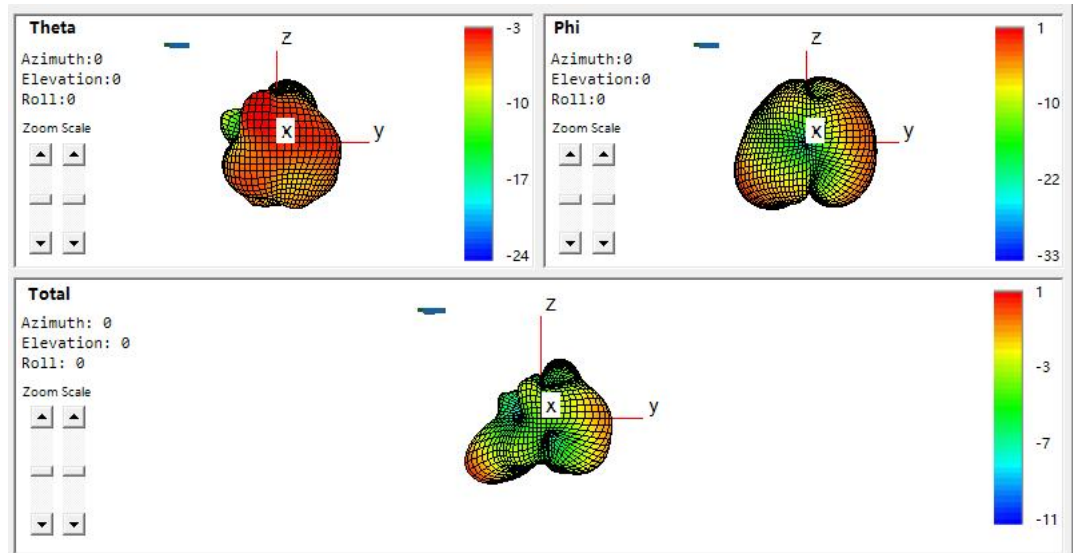 Theta
Azimuth:0
Elevation:0
Roll:0
Zoom Scale
z
x
y
-3
-10
-17
-24
Phi
Azimuth:0
Elevation:0
Roll:0
Zoom Scale
z
x
y
1
-10
-22
-33
Total
Azimuth: 0
Elevation: 0
Roll: 0
Zoom Scale
z
x
y
1
-3
-7
-11